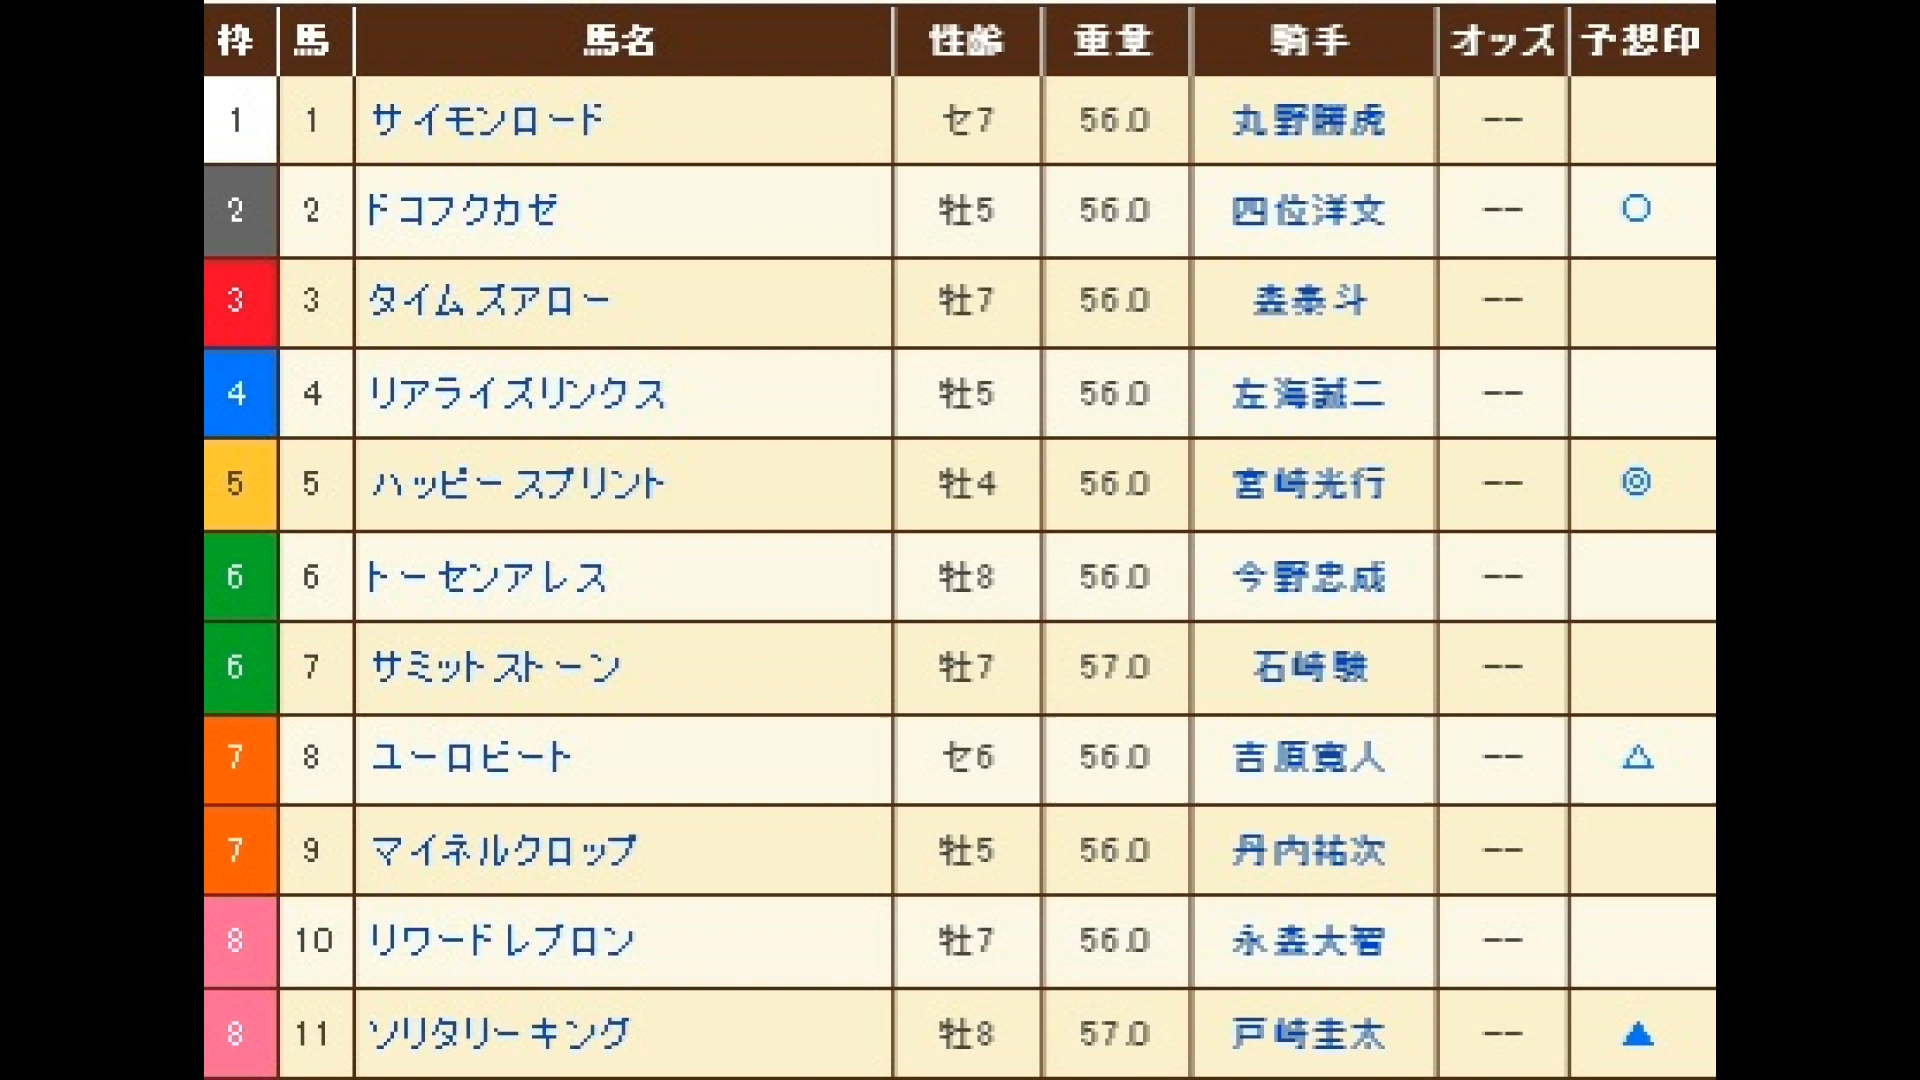 枠 馬 馬名 性齢 重量 騎手 オッズ 予想印
1 1 サイモンロード セ7 56.0 丸野勝虎 --
2 2 ドコフクカゼ 牡5 56.0 四位洋文 -- ○
3 3 タイムズアロー 牡7 56.0 森泰斗 --
4 4 リアライズリンクス 牡5 56.0 左海誠二 --
5 5 ハッピースプリント 牡4 56.0 宮崎光行 -- ◎
6 6 トーセンアレス 牡8 56.0 今野忠成 --
6 7 サミットストーン 牡7 57.0 石崎駿 --
7 8 ユーロビート セ6 56.0 吉原寛人 -- △
7 9 マイネルクロップ 牡5 56.0 丹内祐次 --
8 10 リワードレブロン 牡7 56.0 永森大智 --
8 11 ソリタリーキング 牡8 57.0 戸崎圭太 -- ▲